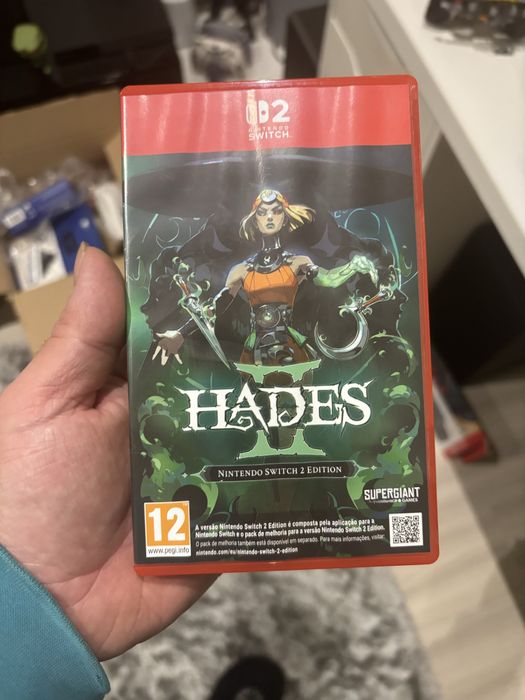 2
NINTENDO
SWITCH
HADES
II
NINTENDO SWITCH 2 EDITION
SUPERGIANT
GAMES
12
www.pegi.info
A versão Nintendo Switch 2 Edition é composta pela aplicação para a
Nintendo Switch e o pack de melhoria para a versão Nintendo Switch 2 Edition.
O pack de melhoria também está disponível em separado. Para mais informações, visitar:
nintendo.com/eu/nintendo-switch-2-edition